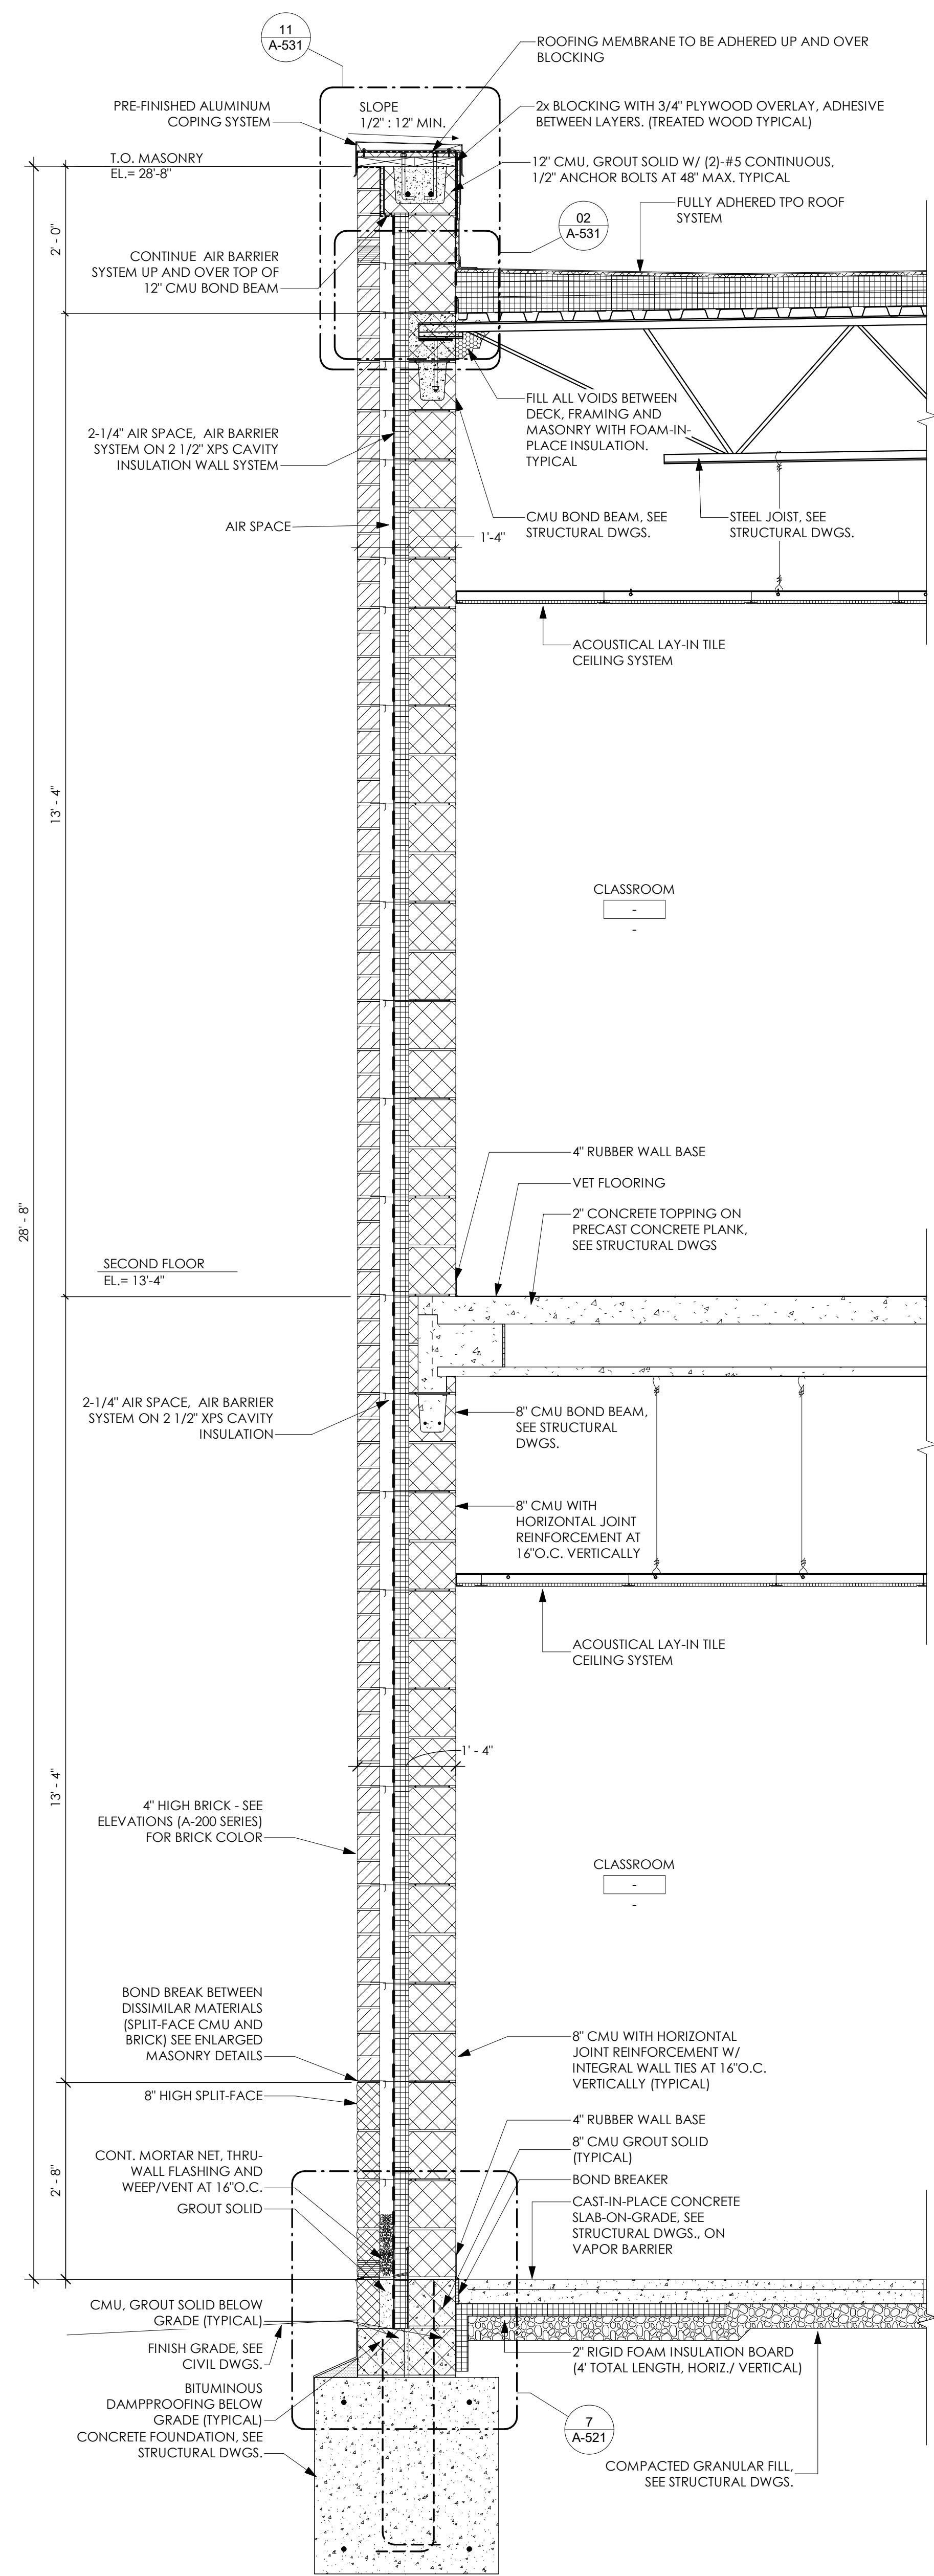 11
A-531
ROOFING MEMBRANE TO BE ADHERED UP AND OVER
BLOCKING
PRE-FINISHED ALUMINUM
COPING SYSTEM
SLOPE
1/2" : 12" MIN.
2x BLOCKING WITH 3/4" PLYWOOD OVERLAY, ADHESIVE
BETWEEN LAYERS. (TREATED WOOD TYPICAL)
T.O. MASONRY
EL.= 28'-8"
12" CMU, GROUT SOLID W/ (2)-#5 CONTINUOUS,
1/2" ANCHOR BOLTS AT 48" MAX. TYPICAL
FULLY ADHERED TPO ROOF
SYSTEM
02
A-531
2' - 0"
CONTINUE AIR BARRIER
SYSTEM UP AND OVER TOP OF
12" CMU BOND BEAM
FILL ALL VOIDS BETWEEN
DECK, FRAMING AND
MASONRY WITH FOAM-IN-
PLACE INSULATION.
TYPICAL
2-1/4" AIR SPACE, AIR BARRIER
SYSTEM ON 2 1/2" XPS CAVITY
INSULATION WALL SYSTEM
AIR SPACE
CMU BOND BEAM, SEE
STRUCTURAL DWGS.
STEEL JOIST, SEE
STRUCTURAL DWGS.
1'-4"
ACOUSTICAL LAY-IN TILE
CEILING SYSTEM
13' - 4"
CLASSROOM
-
-
4" RUBBER WALL BASE
VET FLOORING
2" CONCRETE TOPPING ON
PRECAST CONCRETE PLANK,
SEE STRUCTURAL DWGS
28' - 8"
SECOND FLOOR
EL.= 13'-4"
2-1/4" AIR SPACE, AIR BARRIER
SYSTEM ON 2 1/2" XPS CAVITY
INSULATION
8" CMU BOND BEAM,
SEE STRUCTURAL
DWGS.
8" CMU WITH
HORIZONTAL JOINT
REINFORCEMENT AT
16"O.C. VERTICALLY
ACOUSTICAL LAY-IN TILE
CEILING SYSTEM
1' - 4"
13' - 4"
4" HIGH BRICK - SEE
ELEVATIONS (A-200 SERIES)
FOR BRICK COLOR
CLASSROOM
-
-
BOND BREAK BETWEEN
DISSIMILAR MATERIALS
(SPLIT-FACE CMU AND
BRICK) SEE ENLARGED
MASONRY DETAILS
8" CMU WITH HORIZONTAL
JOINT REINFORCEMENT W/
INTEGRAL WALL TIES AT 16"O.C.
VERTICALLY (TYPICAL)
8" HIGH SPLIT-FACE
4" RUBBER WALL BASE
8" CMU GROUT SOLID
(TYPICAL)
BOND BREAKER
CAST-IN-PLACE CONCRETE
SLAB-ON-GRADE, SEE
STRUCTURAL DWGS., ON
VAPOR BARRIER
2' - 8"
CONT. MORTAR NET, THRU-
WALL FLASHING AND
WEEP/VENT AT 16"O.C.
GROUT SOLID
CMU, GROUT SOLID BELOW
GRADE (TYPICAL)
FINISH GRADE, SEE
CIVIL DWGS.
BITUMINOUS
DAMPPROOFING BELOW
GRADE (TYPICAL)
CONCRETE FOUNDATION, SEE
STRUCTURAL DWGS.
2" RIGID FOAM INSULATION BOARD
(4' TOTAL LENGTH, HORIZ./ VERTICAL)
7
A-521
COMPACTED GRANULAR FILL,
SEE STRUCTURAL DWGS.